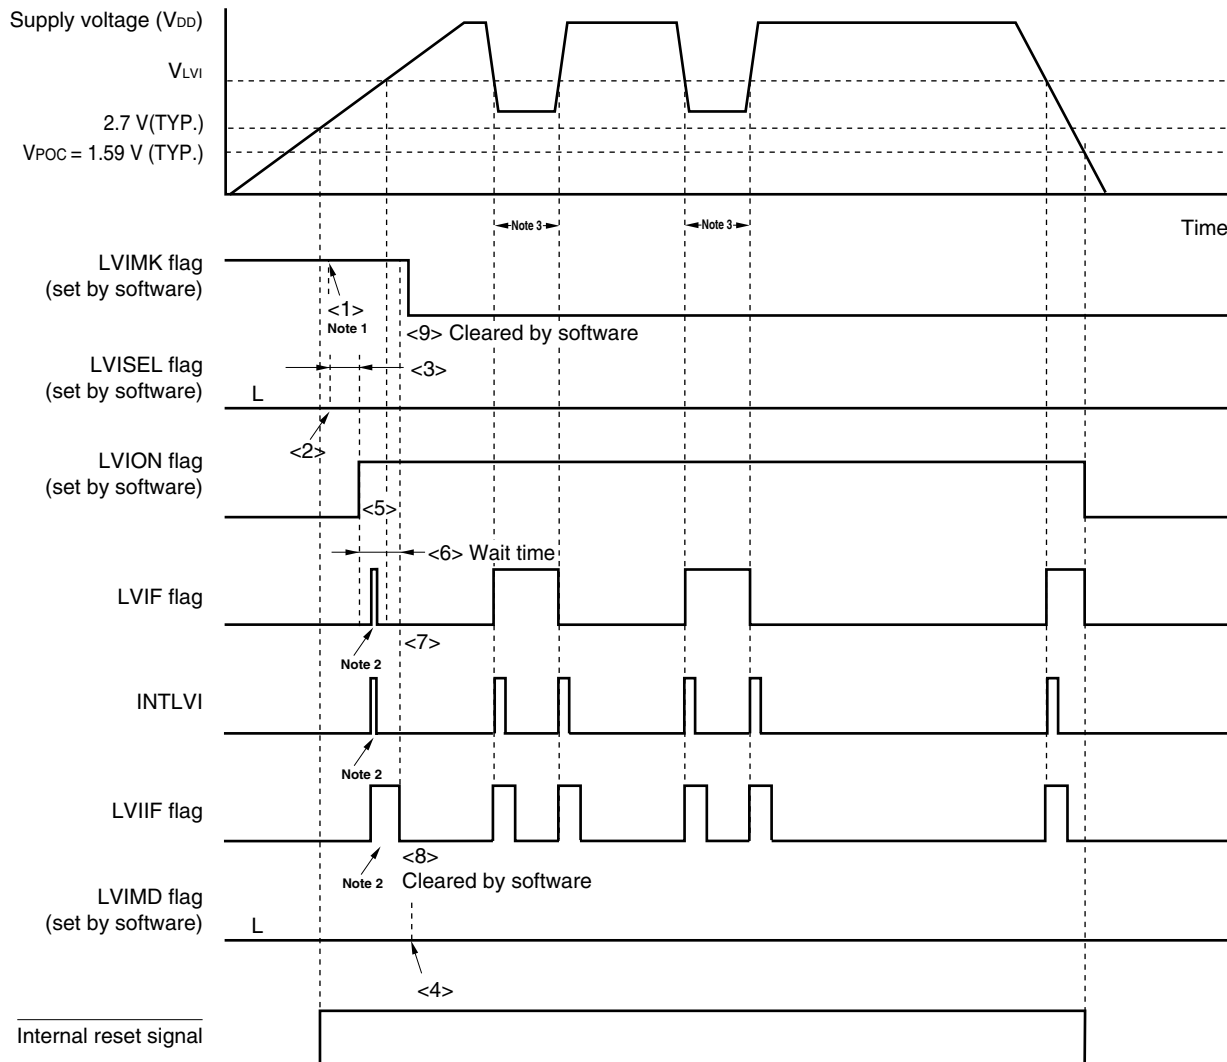 Supply voltage (VDD)
VLVI
2.7 V(TYP.)
VPOC = 1.59 V (TYP.)
Note 3
Note 3
Time
LVIMK flag
(set by software)
<1>
Note 1
<9> Cleared by software
LVISEL flag
(set by software)
L
<3>
<2>
LVION flag
(set by software)
<5>
<6> Wait time
LVIF flag
<7>
Note 2
INTLVI
Note 2
LVIIF flag
<8>
Note 2
Cleared by software
LVIMD flag
(set by software)
L
<4>
Internal reset signal